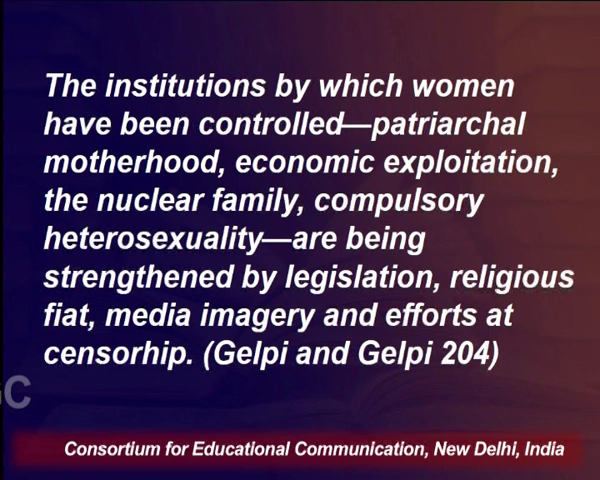 The institutions by which women
have been controlled—patriarchal
motherhood, economic exploitation,
the nuclear family, compulsory
heterosexuality—are being
strengthened by legislation, religious
fiat, media imagery and efforts at
censorhip. (Gelpi and Gelpi 204)
GC
Consortium for Educational Communication, New Delhi, India